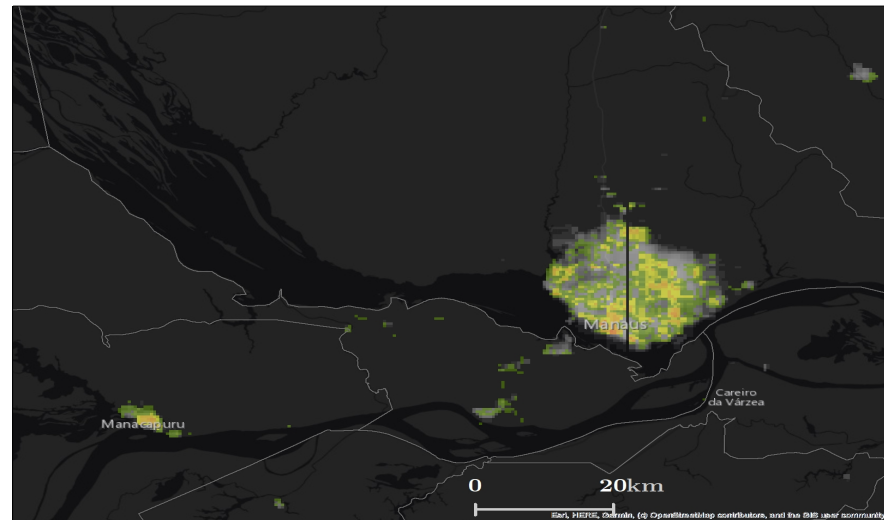 Manaus
Careiro
da Várzea
Manacapuru
0 20km
Esri, HERE, Garmin, (c) OpenStreetMap contributors, and the GIS user community